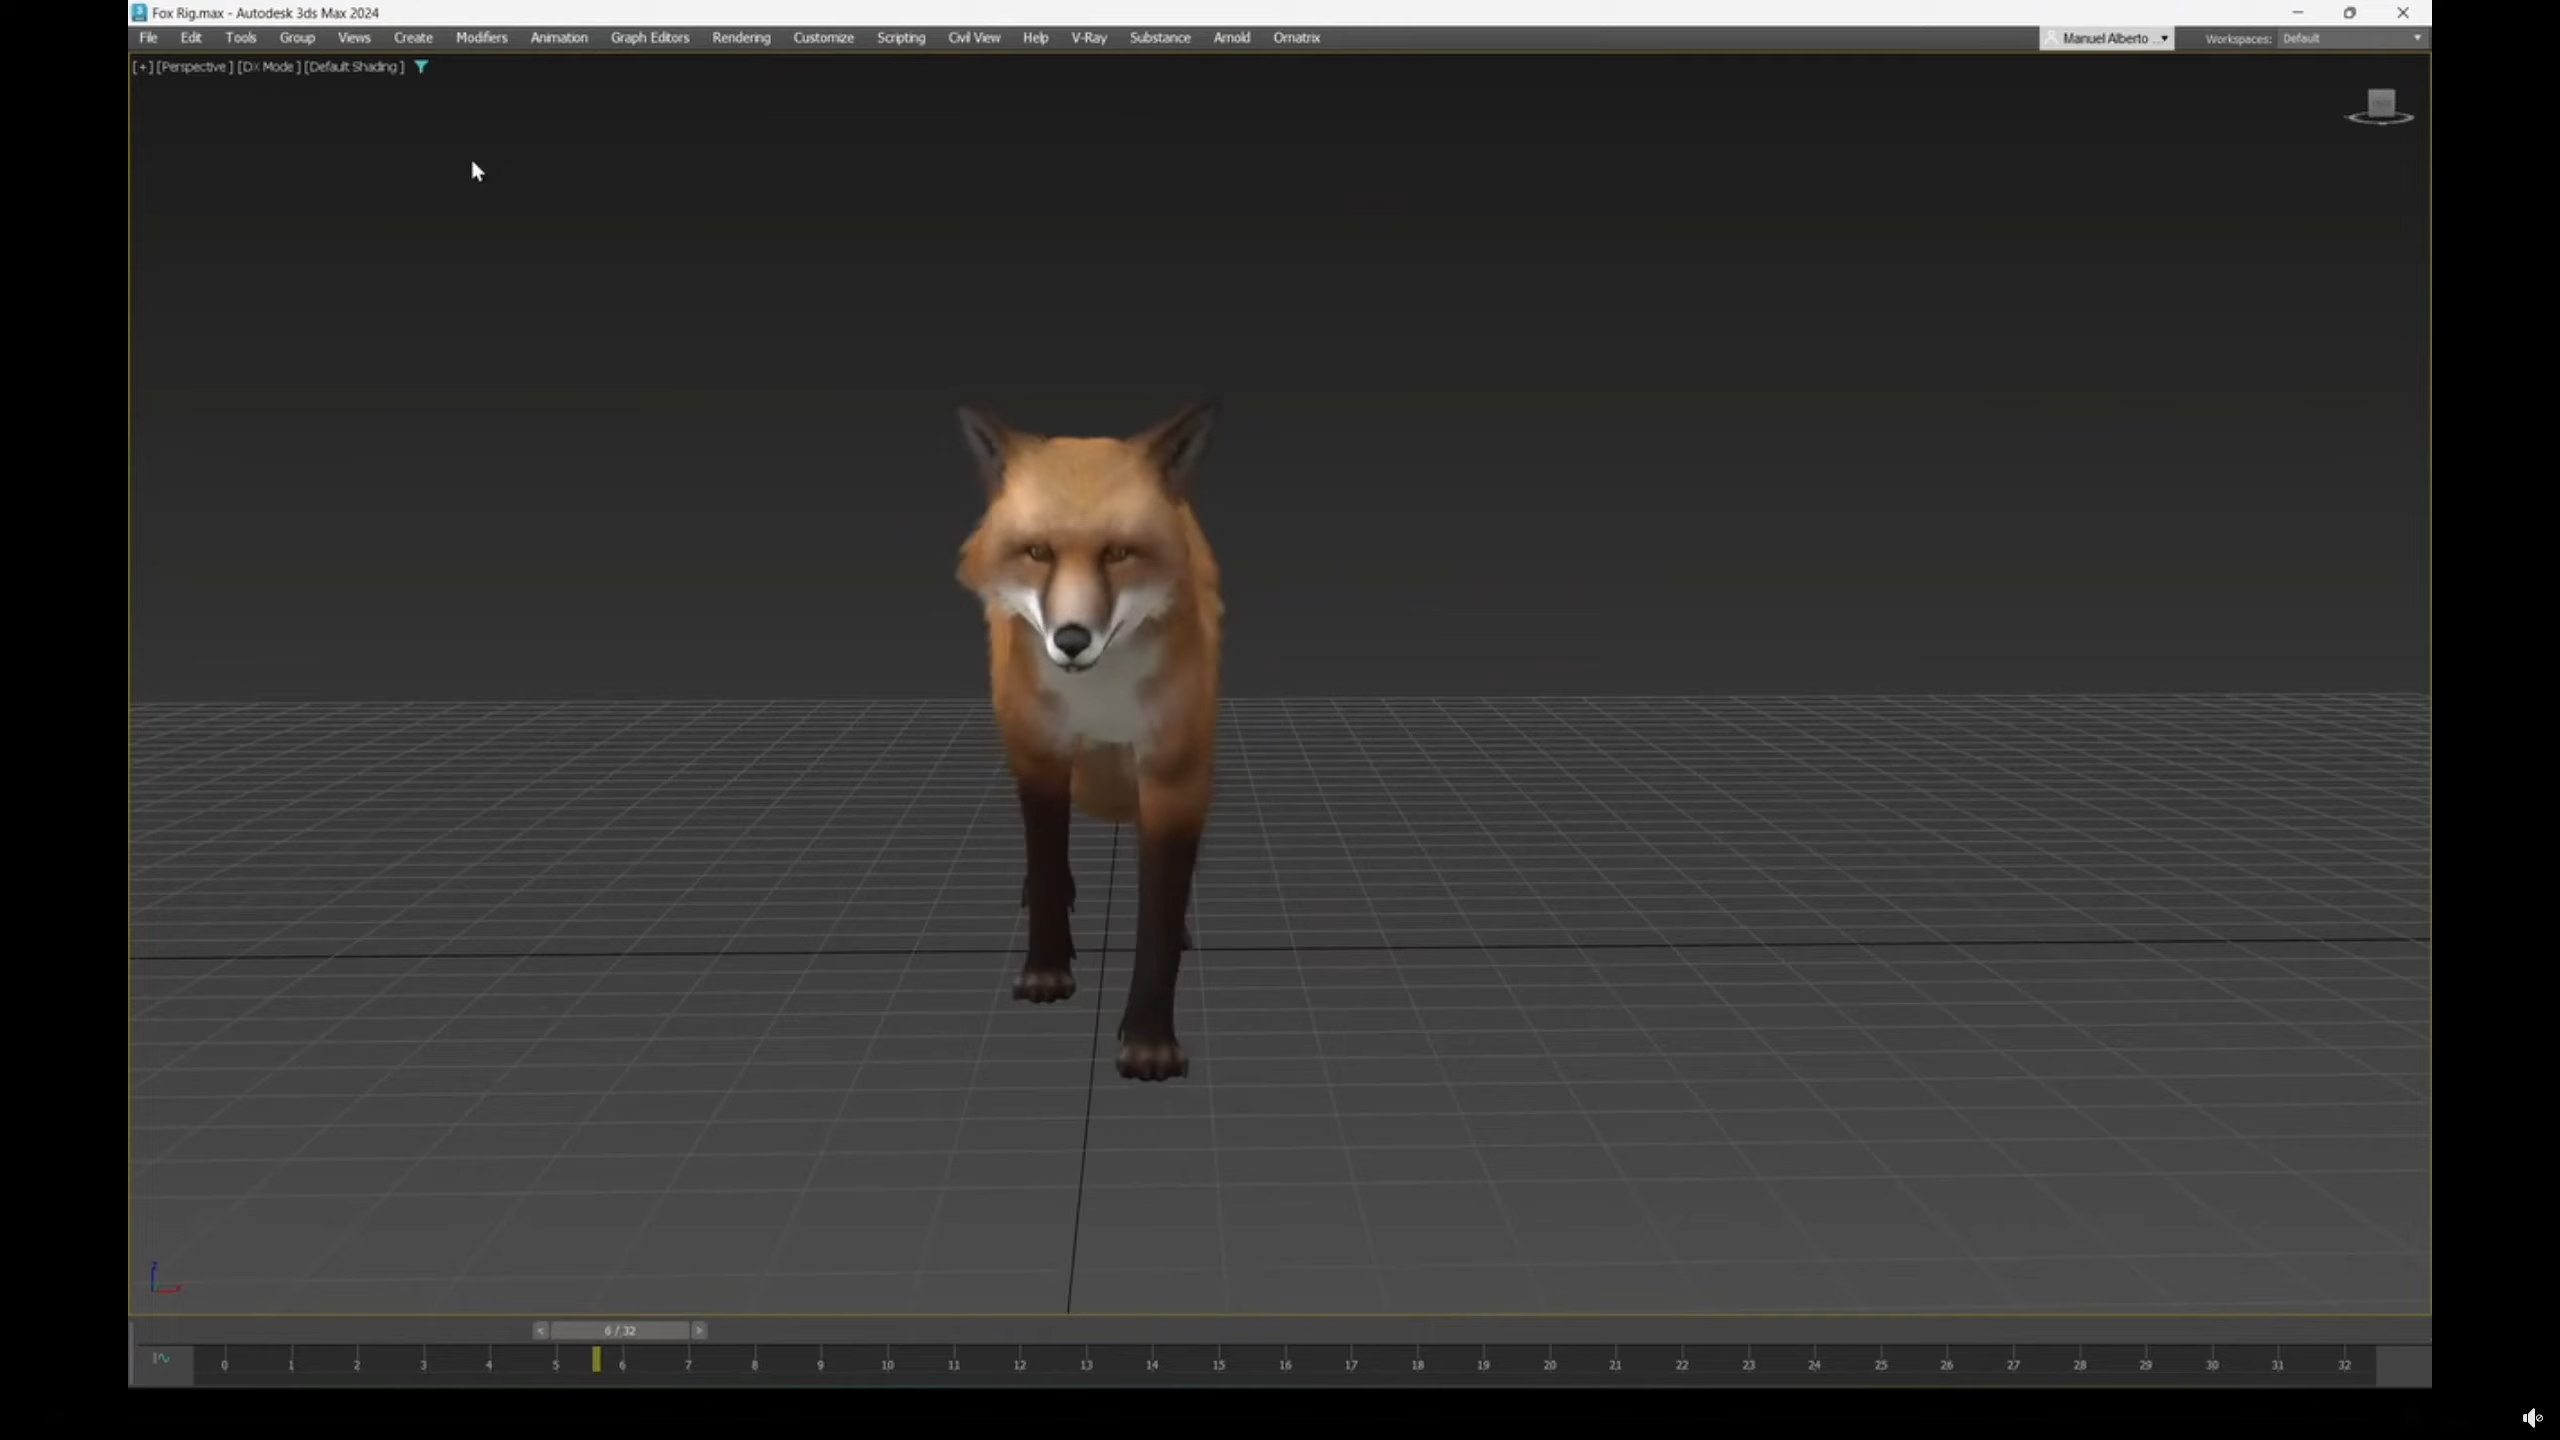 Fox Rig.max - Autodesk 3ds Max 2024
File Edit Tools Group Views Create Modifiers Animation Graph Editors Rendering Customize Scripting Civil View Help V-Ray Substance Arnold Ornatrix Manuel Alberto ... Workspaces: Default
[+] [Perspective ] [DX Mode ] [Default Shading ]
z
< 6 / 32 >
0 1 2 3 4 5 6 7 8 9 10 11 12 13 14 15 16 17 18 19 20 21 22 23 24 25 26 27 28 29 30 31 32